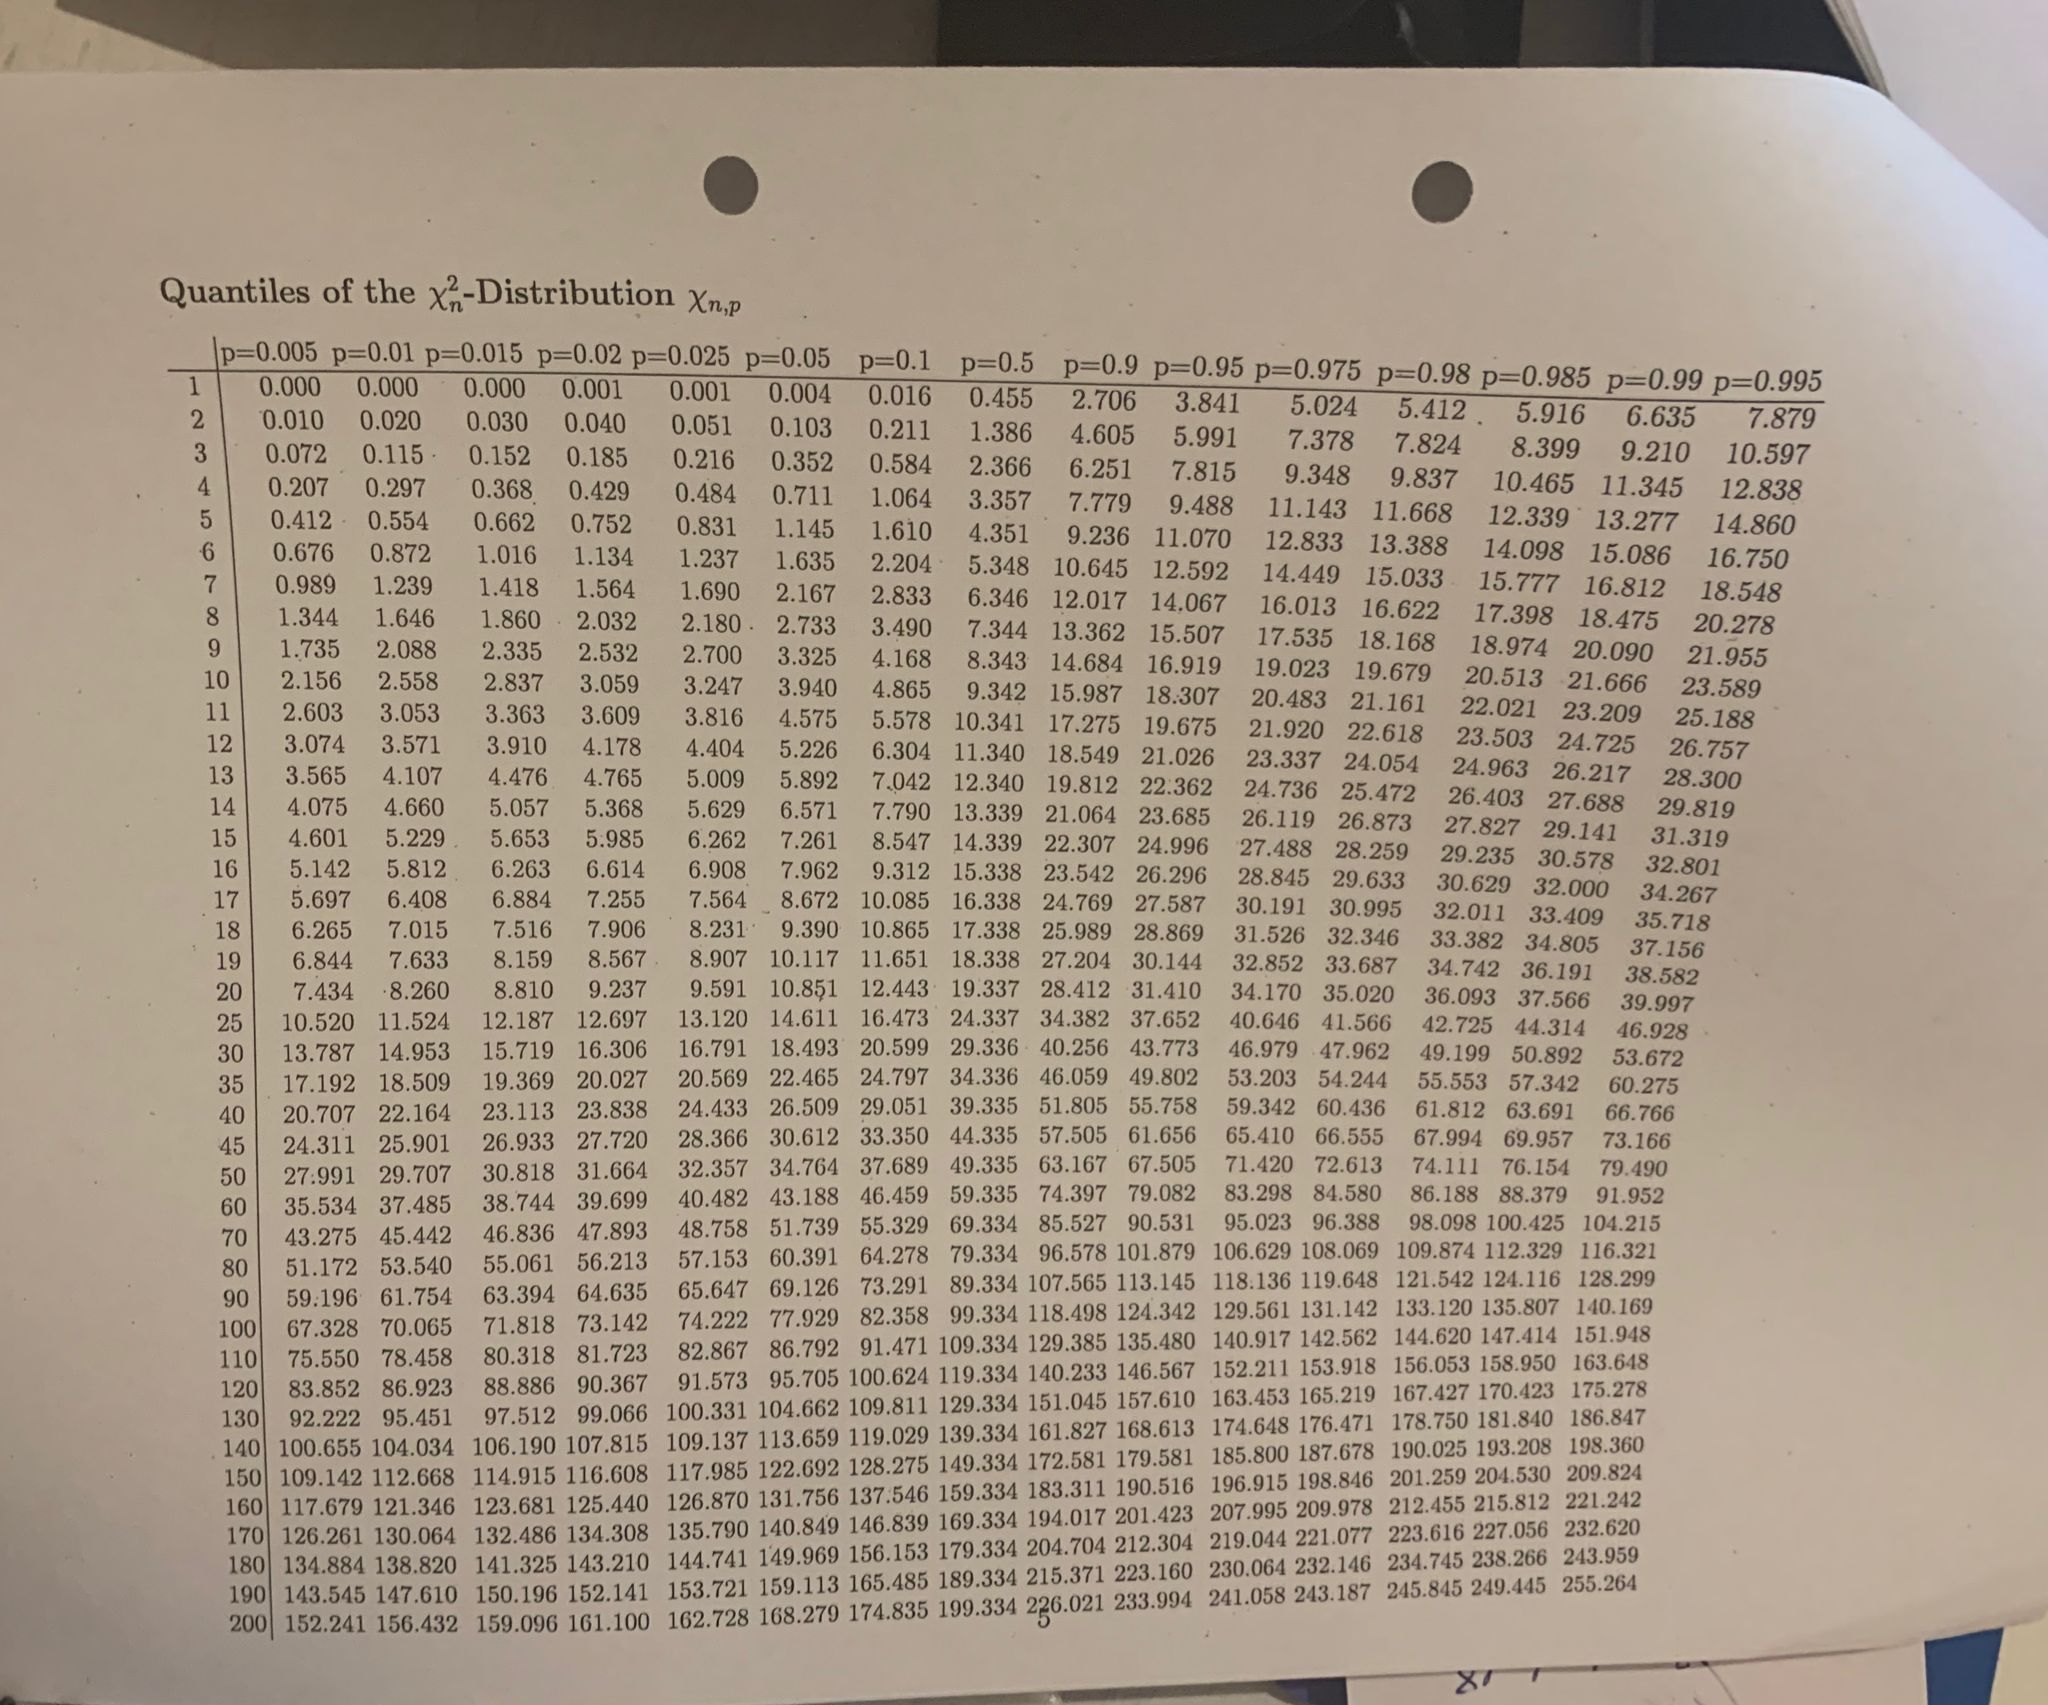 Quantiles of the χ²ₙ-Distribution χₙ,ₚ
p=0.005 p=0.01 p=0.015 p=0.02 p=0.025 p=0.05 p=0.1 p=0.5 p=0.9 p=0.95 p=0.975 p=0.98 p=0.985 p=0.99 p=0.995
1 0.000 0.000 0.000 0.001 0.001 0.004 0.016 0.455 2.706 3.841 5.024 5.412 5.916 6.635 7.879
2 0.010 0.020 0.030 0.040 0.051 0.103 0.211 1.386 4.605 5.991 7.378 7.824 8.399 9.210 10.597
3 0.072 0.115 0.152 0.185 0.216 0.352 0.584 2.366 6.251 7.815 9.348 9.837 10.465 11.345 12.838
4 0.207 0.297 0.368 0.429 0.484 0.711 1.064 3.357 7.779 9.488 11.143 11.668 12.339 13.277 14.860
5 0.412 0.554 0.662 0.752 0.831 1.145 1.610 4.351 9.236 11.070 12.833 13.388 14.098 15.086 16.750
6 0.676 0.872 1.016 1.134 1.237 1.635 2.204 5.348 10.645 12.592 14.449 15.033 15.777 16.812 18.548
7 0.989 1.239 1.418 1.564 1.690 2.167 2.833 6.346 12.017 14.067 16.013 16.622 17.398 18.475 20.278
8 1.344 1.646 1.860 2.032 2.180 2.733 3.490 7.344 13.362 15.507 17.535 18.168 18.974 20.090 21.955
9 1.735 2.088 2.335 2.532 2.700 3.325 4.168 8.343 14.684 16.919 19.023 19.679 20.513 21.666 23.589
10 2.156 2.558 2.837 3.059 3.247 3.940 4.865 9.342 15.987 18.307 20.483 21.161 22.021 23.209 25.188
11 2.603 3.053 3.363 3.609 3.816 4.575 5.578 10.341 17.275 19.675 21.920 22.618 23.503 24.725 26.757
12 3.074 3.571 3.910 4.178 4.404 5.226 6.304 11.340 18.549 21.026 23.337 24.054 24.963 26.217 28.300
13 3.565 4.107 4.476 4.765 5.009 5.892 7.042 12.340 19.812 22.362 24.736 25.472 26.403 27.688 29.819
14 4.075 4.660 5.057 5.368 5.629 6.571 7.790 13.339 21.064 23.685 26.119 26.873 27.827 29.141 31.319
15 4.601 5.229 5.653 5.985 6.262 7.261 8.547 14.339 22.307 24.996 27.488 28.259 29.235 30.578 32.801
16 5.142 5.812 6.263 6.614 6.908 7.962 9.312 15.338 23.542 26.296 28.845 29.633 30.629 32.000 34.267
17 5.697 6.408 6.884 7.255 7.564 8.672 10.085 16.338 24.769 27.587 30.191 30.995 32.011 33.409 35.718
18 6.265 7.015 7.516 7.906 8.231 9.390 10.865 17.338 25.989 28.869 31.526 32.346 33.382 34.805 37.156
19 6.844 7.633 8.159 8.567 8.907 10.117 11.651 18.338 27.204 30.144 32.852 33.687 34.742 36.191 38.582
20 7.434 8.260 8.810 9.237 9.591 10.851 12.443 19.337 28.412 31.410 34.170 35.020 36.093 37.566 39.997
25 10.520 11.524 12.187 12.697 13.120 14.611 16.473 24.337 34.382 37.652 40.646 41.566 42.725 44.314 46.928
30 13.787 14.953 15.719 16.306 16.791 18.493 20.599 29.336 40.256 43.773 46.979 47.962 49.199 50.892 53.672
35 17.192 18.509 19.369 20.027 20.569 22.465 24.797 34.336 46.059 49.802 53.203 54.244 55.553 57.342 60.275
40 20.707 22.164 23.113 23.838 24.433 26.509 29.051 39.335 51.805 55.758 59.342 60.436 61.812 63.691 66.766
45 24.311 25.901 26.933 27.720 28.366 30.612 33.350 44.335 57.505 61.656 65.410 66.555 67.994 69.957 73.166
50 27.991 29.707 30.818 31.664 32.357 34.764 37.689 49.335 63.167 67.505 71.420 72.613 74.111 76.154 79.490
60 35.534 37.485 38.744 39.699 40.482 43.188 46.459 59.335 74.397 79.082 83.298 84.580 86.188 88.379 91.952
70 43.275 45.442 46.836 47.893 48.758 51.739 55.329 69.334 85.527 90.531 95.023 96.388 98.098 100.425 104.215
80 51.172 53.540 55.061 56.213 57.153 60.391 64.278 79.334 96.578 101.879 106.629 108.069 109.874 112.329 116.321
90 59.196 61.754 63.394 64.635 65.647 69.126 73.291 89.334 107.565 113.145 118.136 119.648 121.542 124.116 128.299
100 67.328 70.065 71.818 73.142 74.222 77.929 82.358 99.334 118.498 124.342 129.561 131.142 133.120 135.807 140.169
110 75.550 78.458 80.318 81.723 82.867 86.792 91.471 109.334 129.385 135.480 140.917 142.562 144.620 147.414 151.948
120 83.852 86.923 88.886 90.367 91.573 95.705 100.624 119.334 140.233 146.567 152.211 153.918 156.053 158.950 163.648
130 92.222 95.451 97.512 99.066 100.331 104.662 109.811 129.334 151.045 157.610 163.453 165.219 167.427 170.423 175.278
140 100.655 104.034 106.190 107.815 109.137 113.659 119.029 139.334 161.827 168.613 174.648 176.471 178.750 181.840 186.847
150 109.142 112.668 114.915 116.608 117.985 122.692 128.275 149.334 172.581 179.581 185.800 187.678 190.025 193.208 198.360
160 117.679 121.346 123.681 125.440 126.870 131.756 137.546 159.334 183.311 190.516 196.915 198.846 201.259 204.530 209.824
170 126.261 130.064 132.486 134.308 135.790 140.849 146.839 169.334 194.017 201.423 207.995 209.978 212.455 215.812 221.242
180 134.884 138.820 141.325 143.210 144.741 149.969 156.153 179.334 204.704 212.304 219.044 221.077 223.616 227.056 232.620
190 143.545 147.610 150.196 152.141 153.721 159.113 165.485 189.334 215.371 223.160 230.064 232.146 234.745 238.266 243.959
200 152.241 156.432 159.096 161.100 162.728 168.279 174.835 199.334 226.021 233.994 241.058 243.187 245.845 249.445 255.264
5